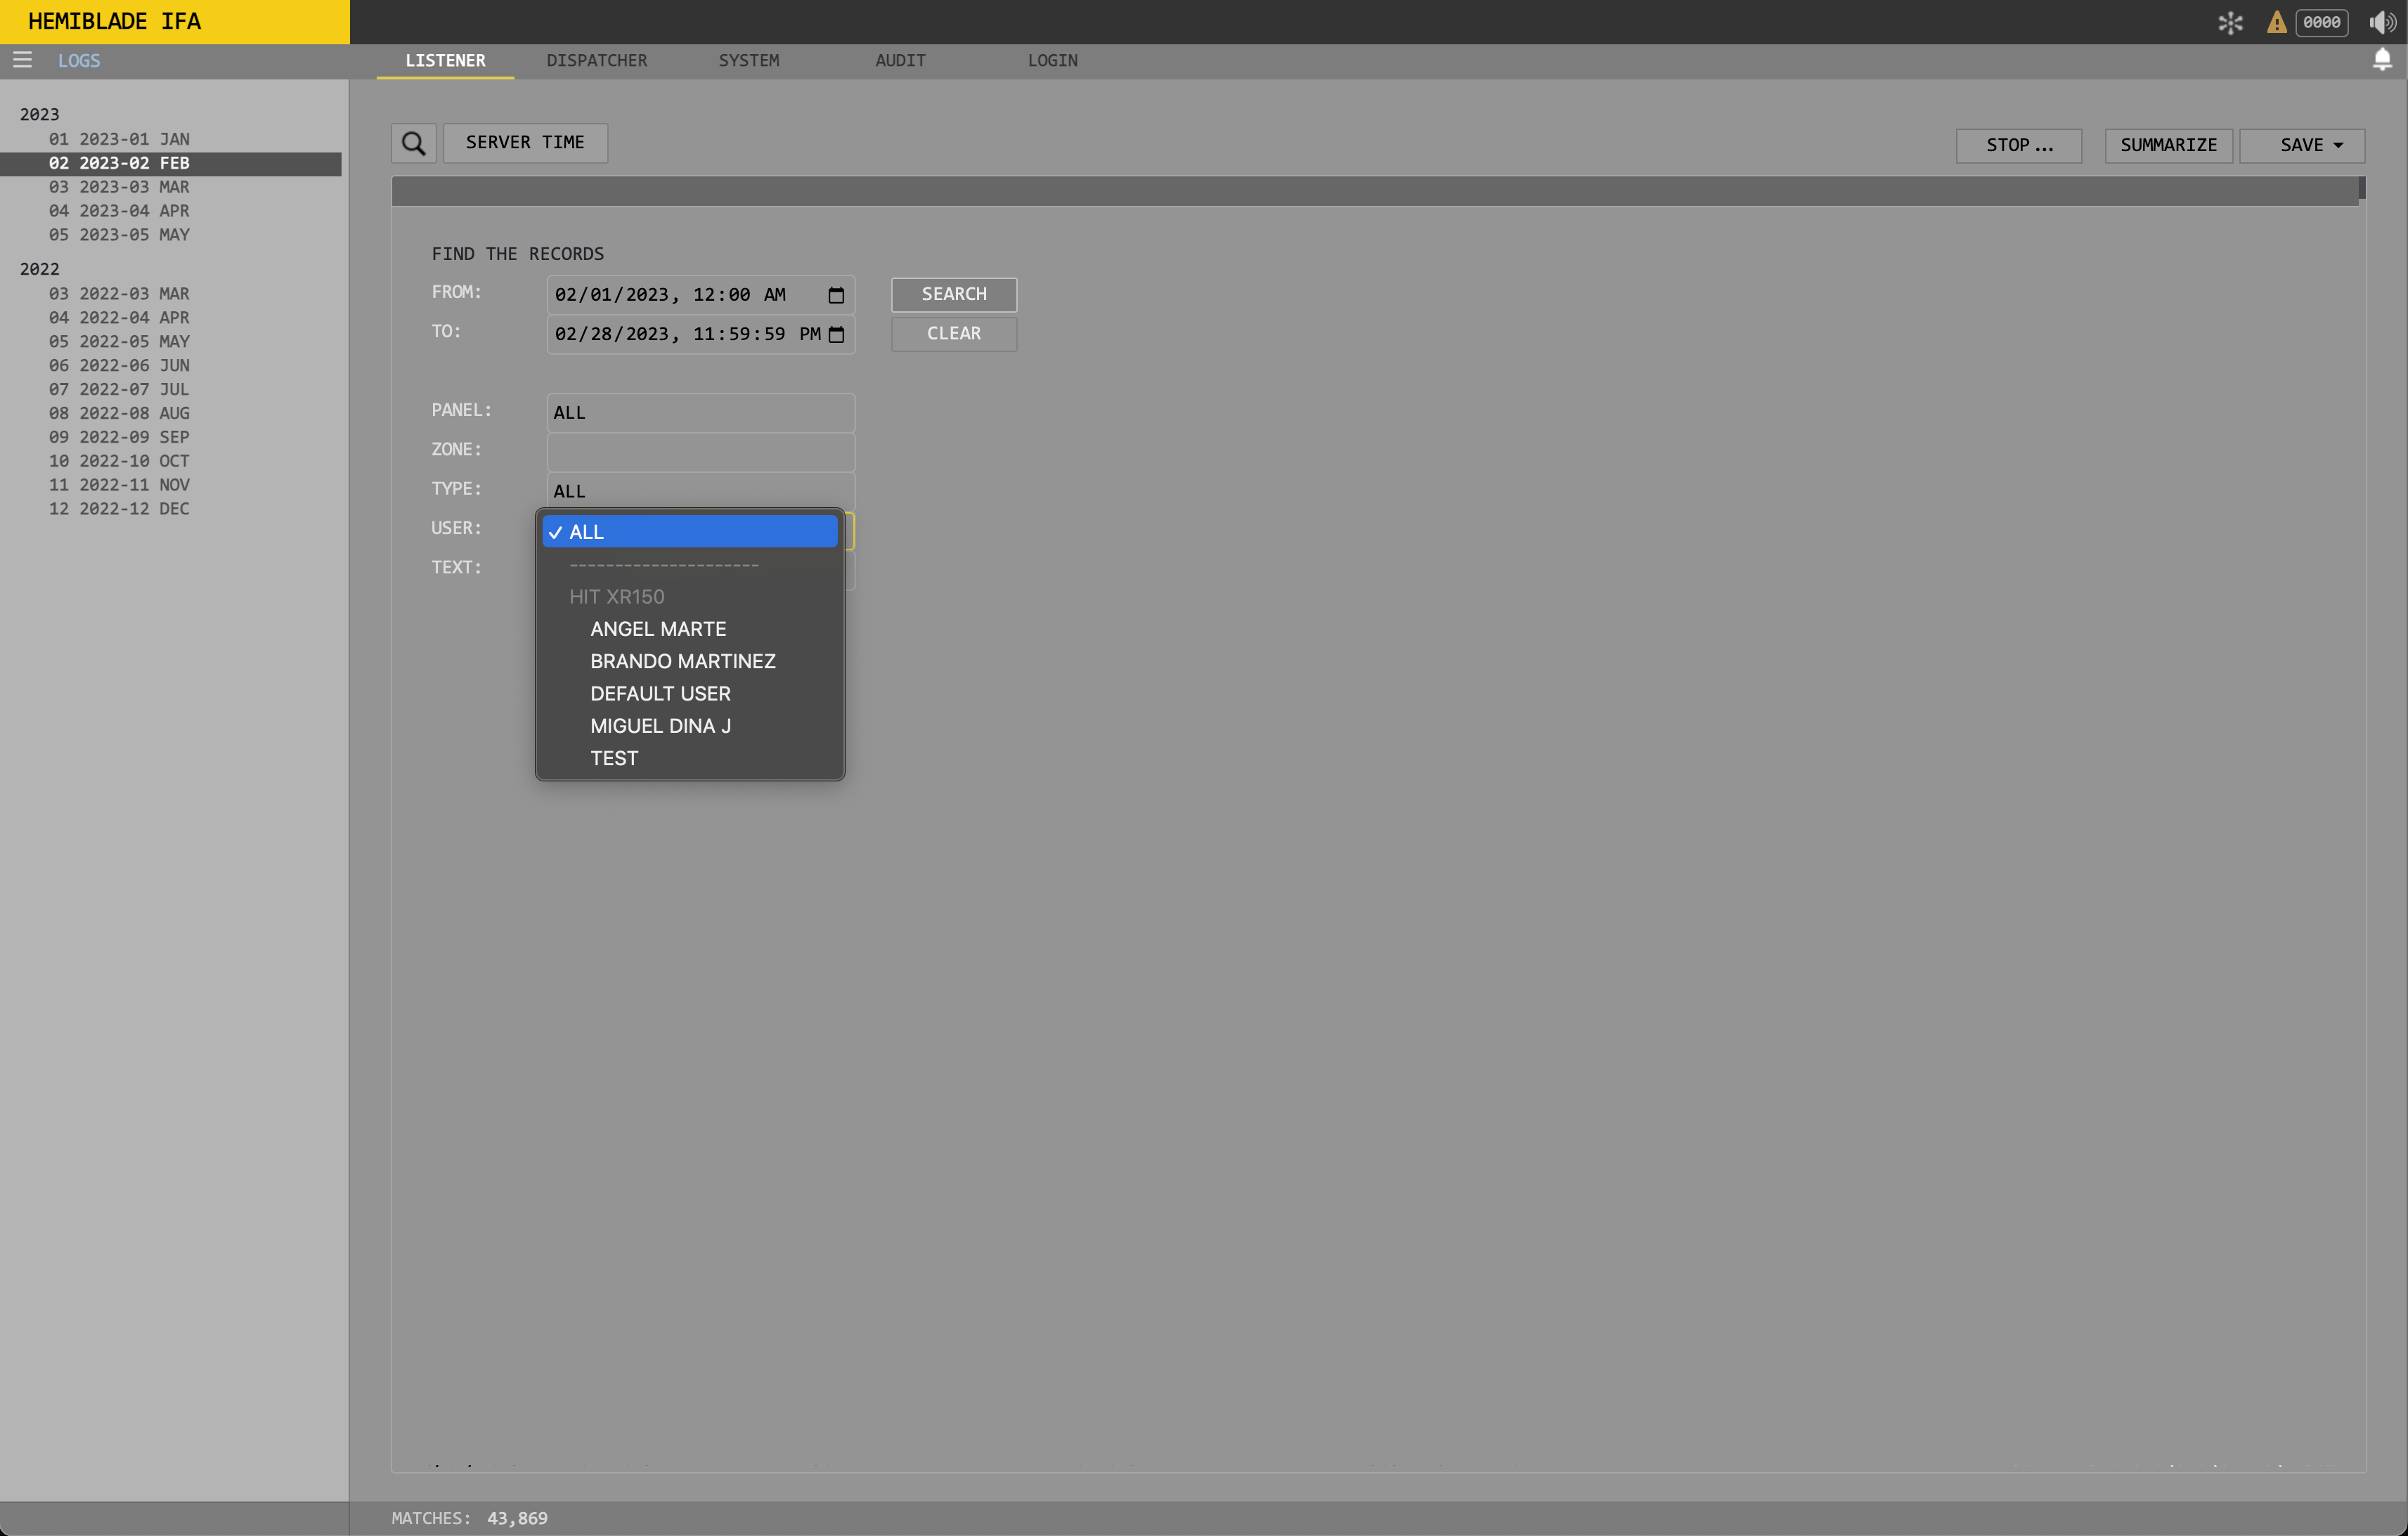 HEMIBLADE IFA
0000
LOGS
LISTENER DISPATCHER SYSTEM AUDIT LOGIN
2023
01 2023-01 JAN
02 2023-02 FEB
03 2023-03 MAR
04 2023-04 APR
05 2023-05 MAY
2022
03 2022-03 MAR
04 2022-04 APR
05 2022-05 MAY
06 2022-06 JUN
07 2022-07 JUL
08 2022-08 AUG
09 2022-09 SEP
10 2022-10 OCT
11 2022-11 NOV
12 2022-12 DEC
SERVER TIME
STOP ... SUMMARIZE SAVE
FIND THE RECORDS
FROM: 02/01/2023, 12:00 AM SEARCH
TO: 02/28/2023, 11:59:59 PM CLEAR
PANEL: ALL
ZONE:
TYPE: ALL
USER: ✓ ALL
TEXT: ---------------------
HIT XR150
ANGEL MARTE
BRANDO MARTINEZ
DEFAULT USER
MIGUEL DINA J
TEST
MATCHES: 43,869